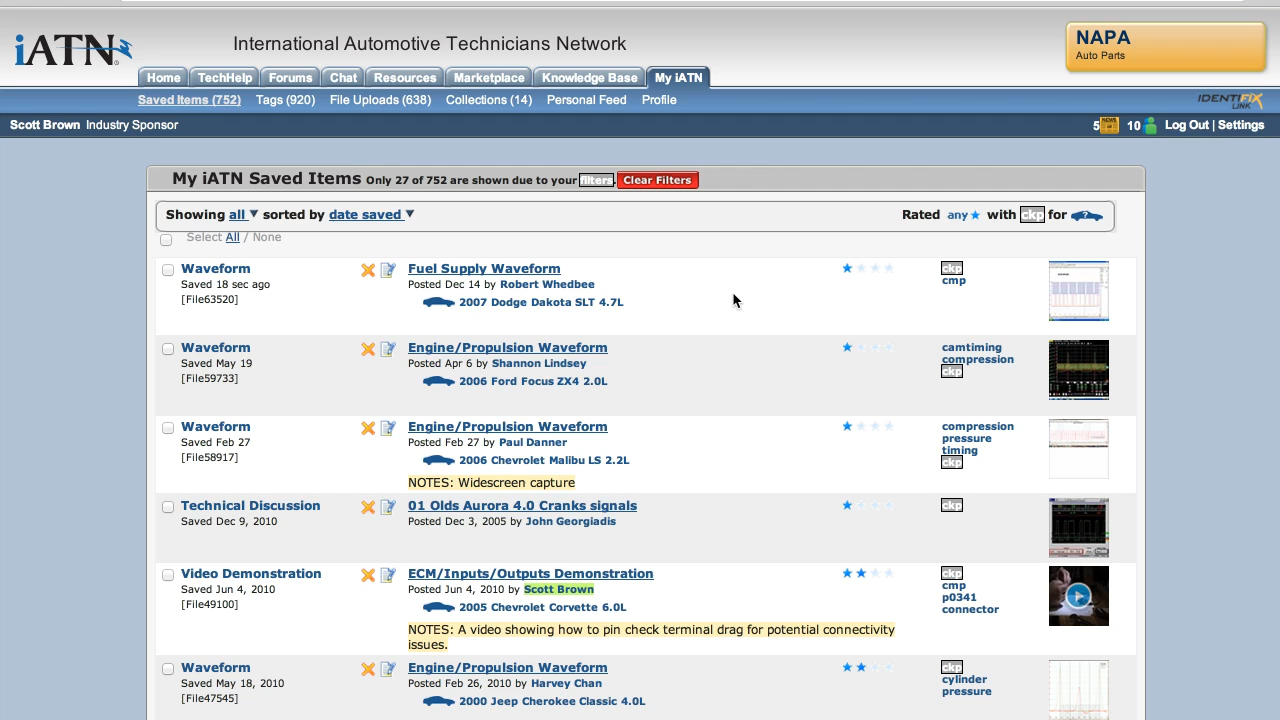 iATN
International Automotive Technicians Network
NAPA
Auto Parts
Home TechHelp Forums Chat Resources Marketplace Knowledge Base My iATN
Saved Items (752) Tags (920) File Uploads (638) Collections (14) Personal Feed Profile
IDENTIFIX
LINK
Scott Brown Industry Sponsor 5 NEWS 10 Log Out | Settings
My iATN Saved Items Only 27 of 752 are shown due to your filters. Clear Filters
Showing all ▼ sorted by date saved ▼ Rated any★ with ckp for ?
Select All / None
Waveform Fuel Supply Waveform ckp
Saved 18 sec ago Posted Dec 14 by Robert Whedbee cmp
[File63520] 2007 Dodge Dakota SLT 4.7L
Waveform Engine/Propulsion Waveform camtiming
Saved May 19 Posted Apr 6 by Shannon Lindsey compression
[File59733] 2006 Ford Focus ZX4 2.0L ckp
Waveform Engine/Propulsion Waveform compression
Saved Feb 27 Posted Feb 27 by Paul Danner pressure
[File58917] 2006 Chevrolet Malibu LS 2.2L timing
ckp
NOTES: Widescreen capture
Technical Discussion 01 Olds Aurora 4.0 Cranks signals ckp
Saved Dec 9, 2010 Posted Dec 3, 2005 by John Georgiadis
Video Demonstration ECM/Inputs/Outputs Demonstration ckp
Saved Jun 4, 2010 Posted Jun 4, 2010 by Scott Brown cmp
p0341
[File49100] 2005 Chevrolet Corvette 6.0L connector
NOTES: A video showing how to pin check terminal drag for potential connectivity
issues.
Waveform Engine/Propulsion Waveform ckp
Saved May 18, 2010 Posted Feb 26, 2010 by Harvey Chan cylinder
pressure
[File47545] 2000 Jeep Cherokee Classic 4.0L